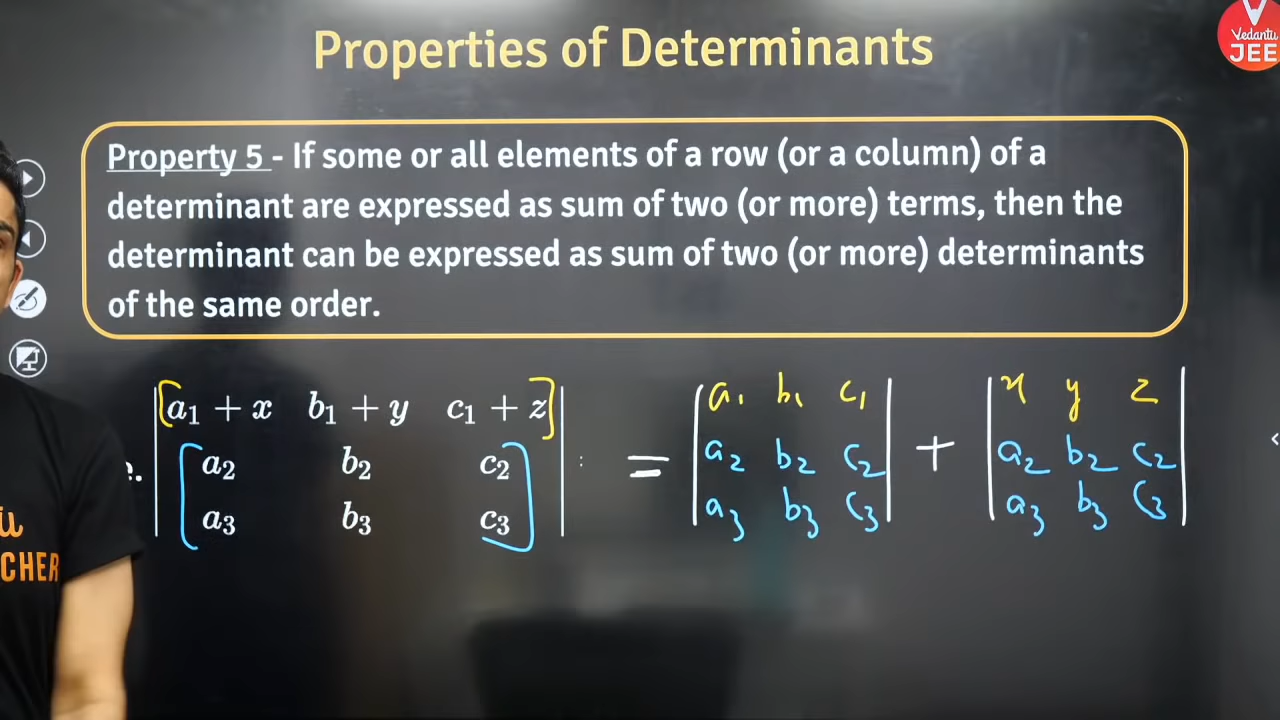 Properties of Determinants
Vedantu
JEE
Property 5 - If some or all elements of a row (or a column) of a
determinant are expressed as sum of two (or more) terms, then the
determinant can be expressed as sum of two (or more) determinants
of the same order.
a₁ + x b₁ + y c₁ + z
a₂ b₂ c₂
a₃ b₃ c₃
=
a₁ b₁ c₁
a₂ b₂ c₂
a₃ b₃ c₃
+
x y z
a₂ b₂ c₂
a₃ b₃ c₃
CHER